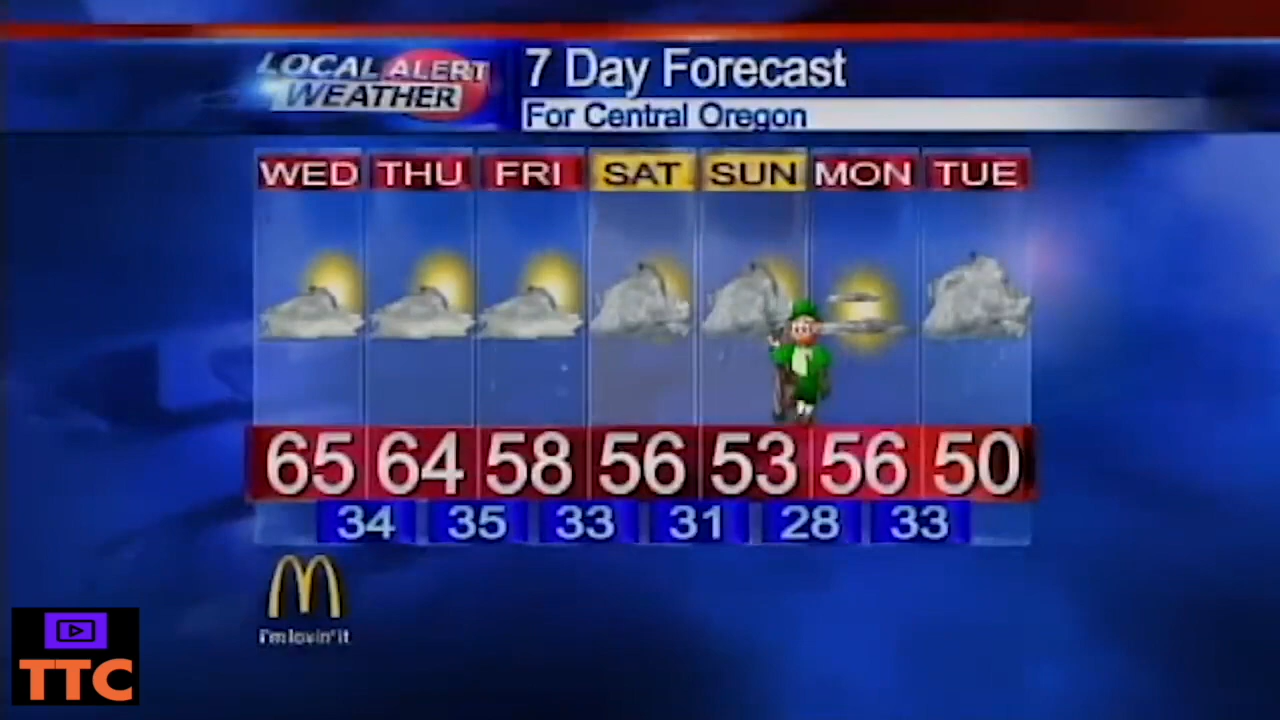 LOCAL ALERT
WEATHER
7 Day Forecast
For Central Oregon
WED THU FRI SAT SUN MON TUE
65 64 58 56 53 56 50
34 35 33 31 28 33
i'm lovin' it
TTC